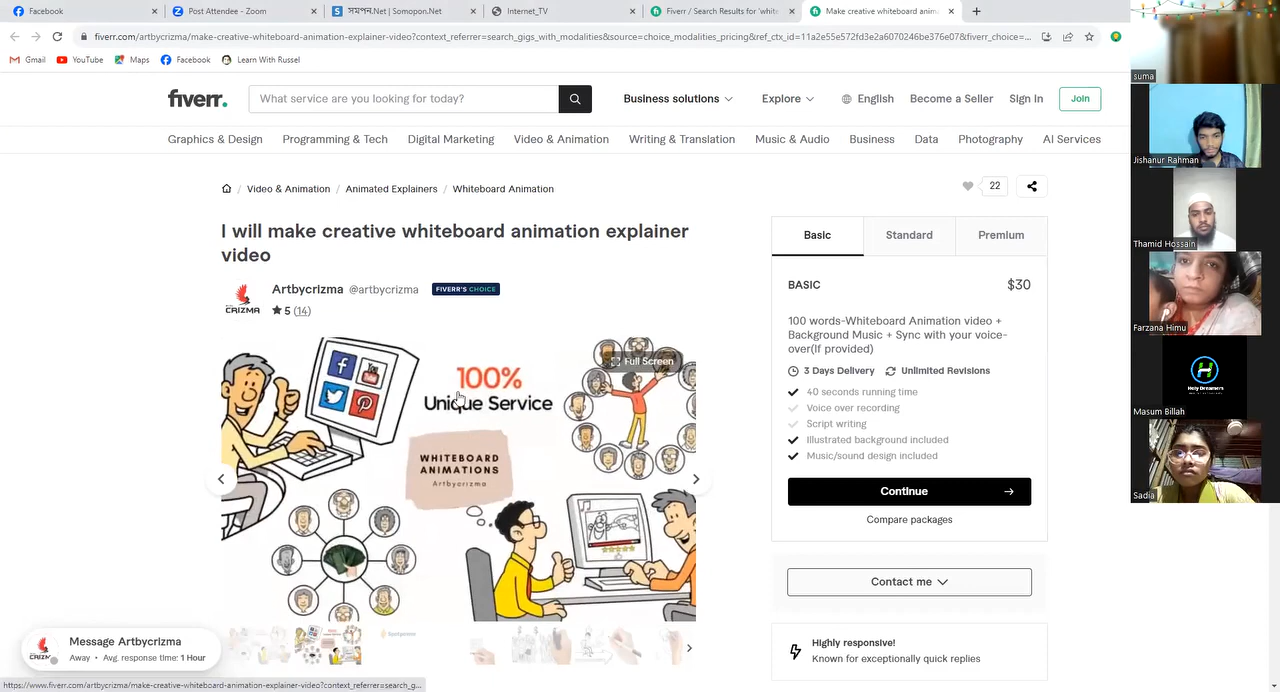 Facebook
Post Attendee - Zoom
সমপন.Net | Somopon.Net
Internet_TV
Fiverr / Search Results for 'white
Make creative whiteboard anima
fiverr.com/artbycrizma/make-creative-whiteboard-animation-explainer-video?context_referrer=search_gigs_with_modalities&source=choice_modalities_pricing&ref_ctx_id=11a2e55e572fd3e2a6070246be376e07&fiverr_choice=...
Gmail
YouTube
Maps
Facebook
Learn With Russel
fiverr.
What service are you looking for today?
Business solutions
Explore
English
Become a Seller
Sign In
Join
Graphics & Design
Programming & Tech
Digital Marketing
Video & Animation
Writing & Translation
Music & Audio
Business
Data
Photography
AI Services
Video & Animation / Animated Explainers / Whiteboard Animation
22
I will make creative whiteboard animation explainer
video
Artbycrizma @artbycrizma FIVERR'S CHOICE
5 (14)
CRIZMA
Full Screen
100%
Unique Service
WHITEBOARD
ANIMATIONS
Artbycrizma
Basic
Standard
Premium
BASIC
$30
100 words-Whiteboard Animation video +
Background Music + Sync with your voice-
over(If provided)
3 Days Delivery
Unlimited Revisions
40 seconds running time
Voice over recording
Script writing
Illustrated background included
Music/sound design included
Continue
Compare packages
Contact me
Highly responsive!
Known for exceptionally quick replies
Message Artbycrizma
Away • Avg. response time: 1 Hour
https://www.fiverr.com/artbycrizma/make-creative-whiteboard-animation-explainer-video?context_referrer=search_g...
suma
Jishanur Rahman
Thamid Hossain
Farzana Himu
Holy Dreamers
Masum Billah
Sadia